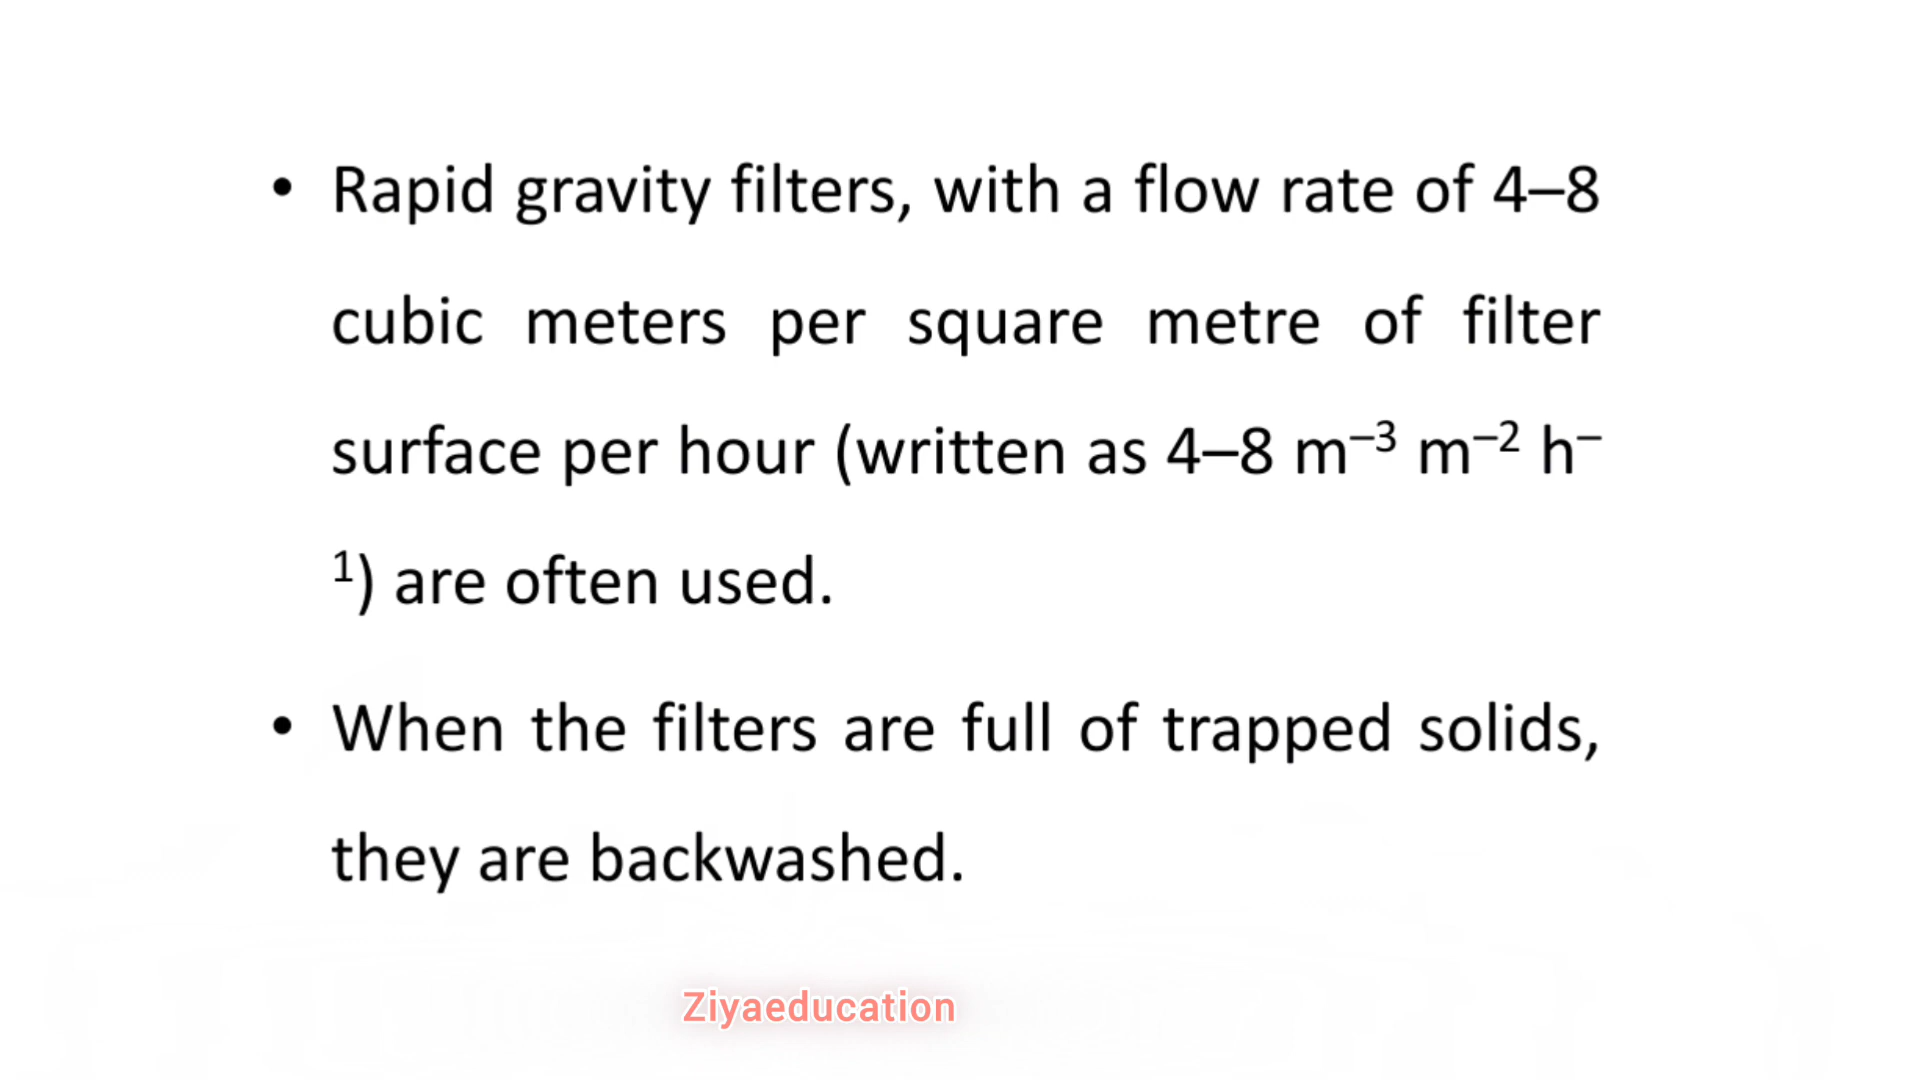 • Rapid gravity filters, with a flow rate of 4–8
cubic meters per square metre of filter
surface per hour (written as 4–8 m⁻³ m⁻² h⁻
¹) are often used.
• When the filters are full of trapped solids,
they are backwashed.
Ziyaeducation